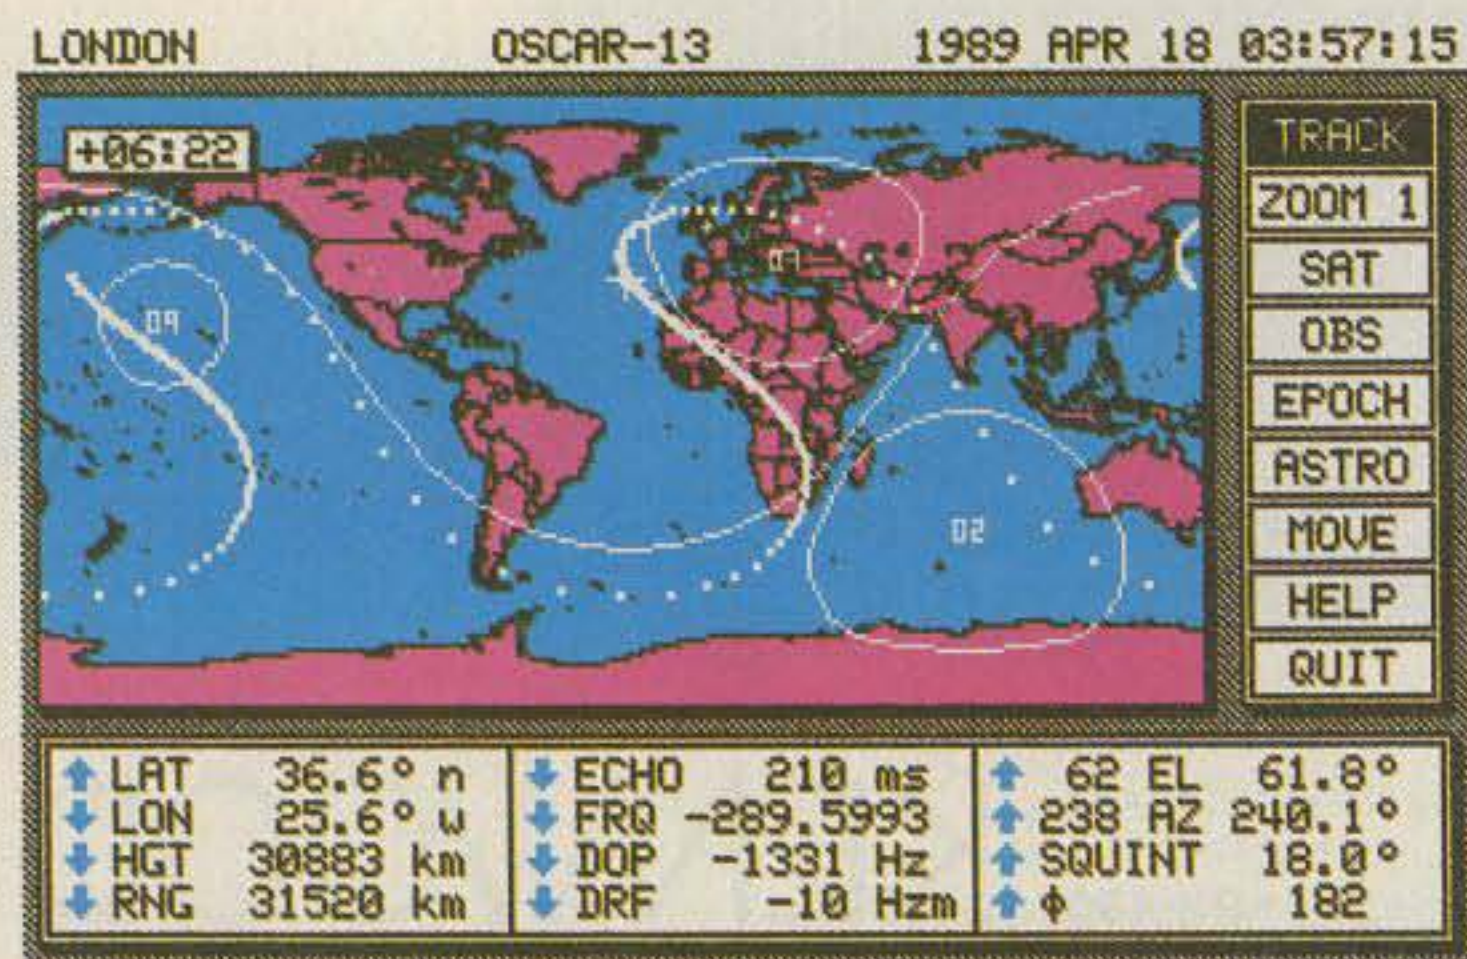 LONDON OSCAR-13 1989 APR 18 03:57:15
+06:22
09
07
02
TRACK
ZOOM 1
SAT
OBS
EPOCH
ASTRO
MOVE
HELP
QUIT
LAT 36.6° n
LON 25.6° w
HGT 30883 km
RNG 31520 km
ECHO 210 ms
FRQ -289.5993
DOP -1331 Hz
DRF -10 Hzm
62 EL 61.8°
238 AZ 240.1°
SQUINT 18.0°
ϕ 182